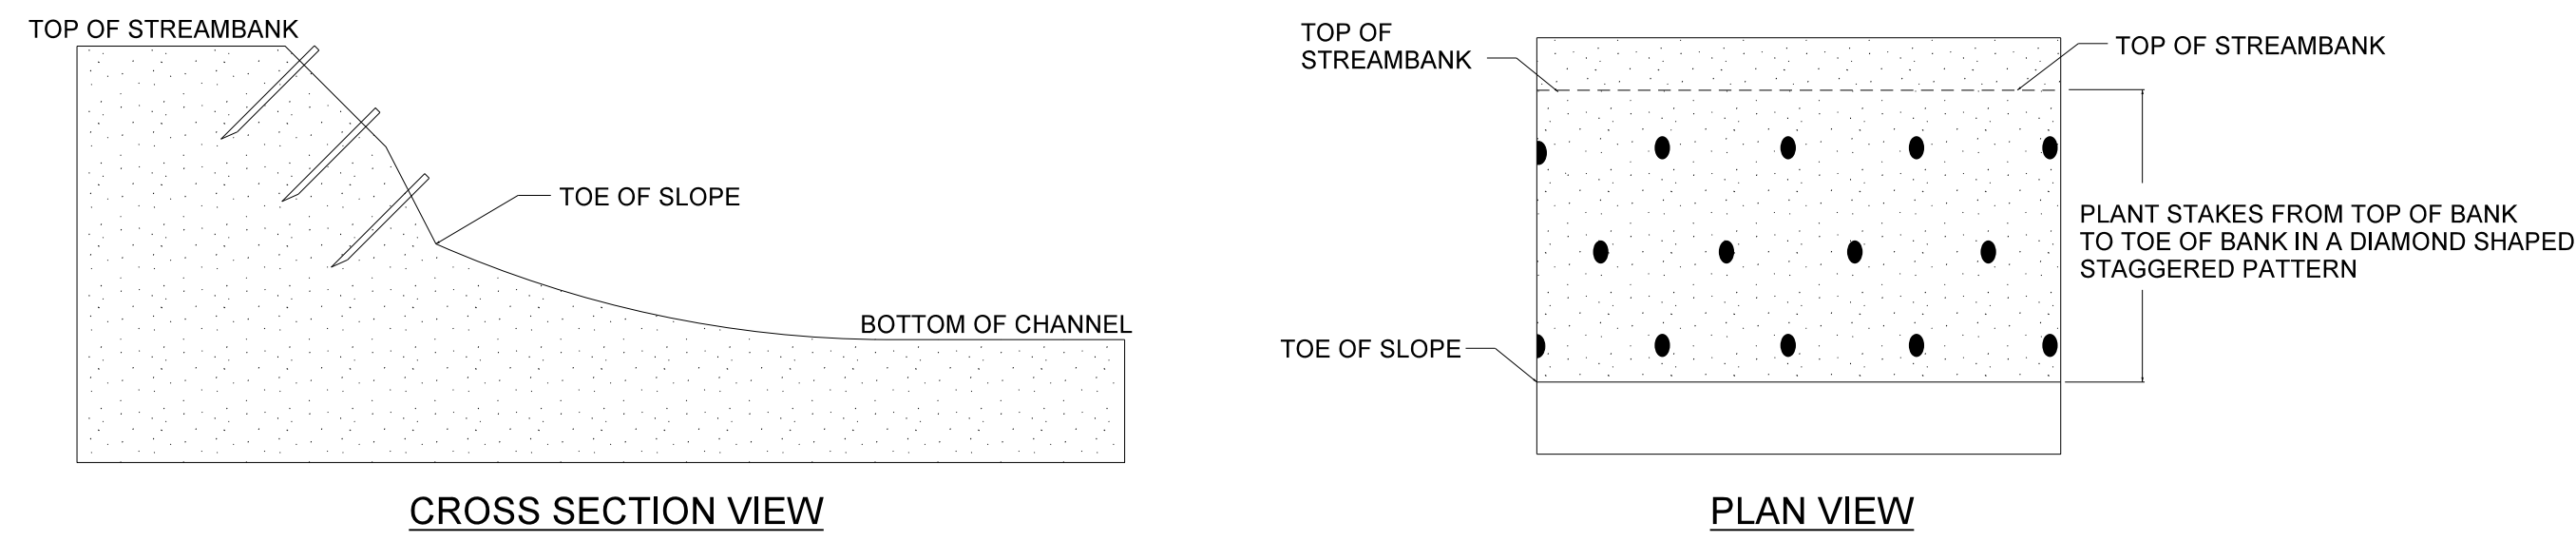 TOP OF STREAMBANK
TOE OF SLOPE
BOTTOM OF CHANNEL
CROSS SECTION VIEW
TOP OF
STREAMBANK
TOP OF STREAMBANK
PLANT STAKES FROM TOP OF BANK
TO TOE OF BANK IN A DIAMOND SHAPED
STAGGERED PATTERN
TOE OF SLOPE
PLAN VIEW